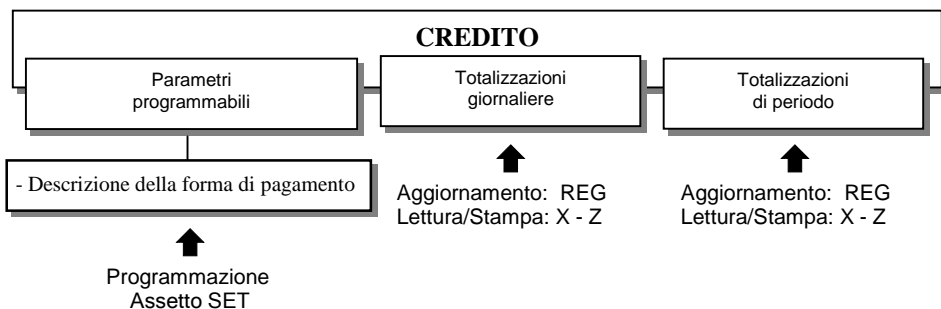 CREDITO
Parametri
programmabili
Totalizzazioni
giornaliere
Totalizzazioni
di periodo
- Descrizione della forma di pagamento
Aggiornamento: REG
Lettura/Stampa: X - Z
Aggiornamento: REG
Lettura/Stampa: X - Z
Programmazione
Assetto SET